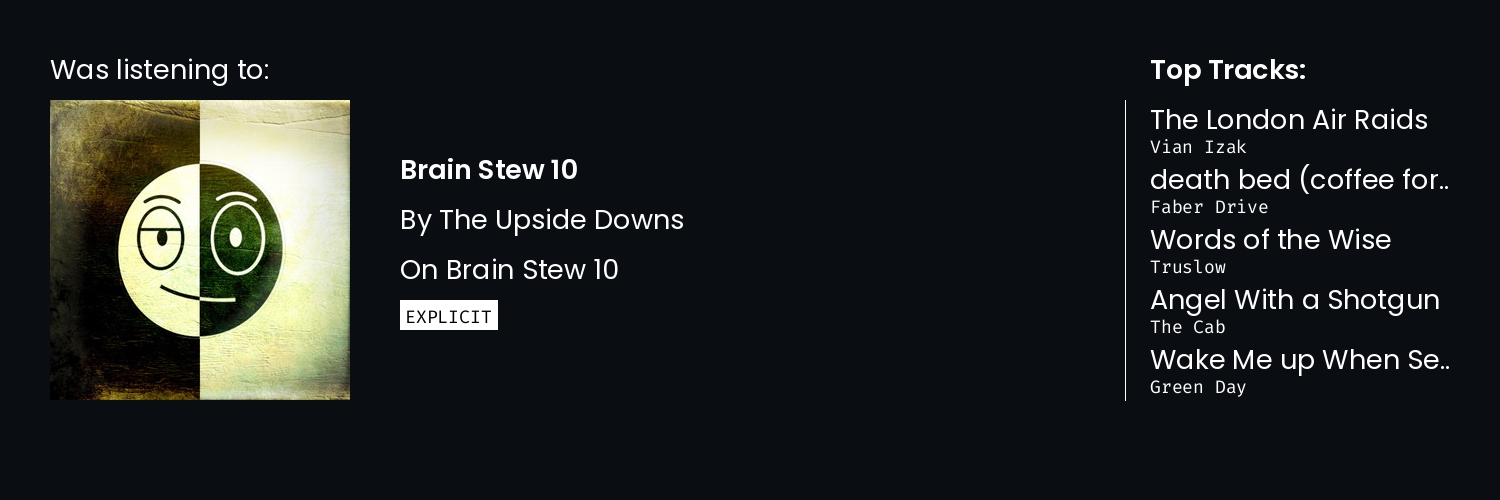 Was listening to:
Brain Stew 10
By The Upside Downs
On Brain Stew 10
EXPLICIT
Top Tracks:
The London Air Raids
Vian Izak
death bed (coffee for..
Faber Drive
Words of the Wise
Truslow
Angel With a Shotgun
The Cab
Wake Me up When Se..
Green Day